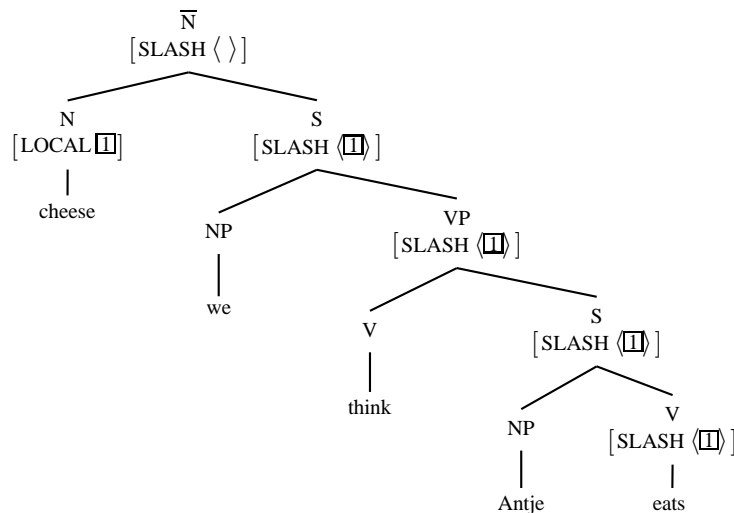 N̅
[SLASH ⟨ ⟩]
N S
[LOCAL 1] [SLASH ⟨1⟩]
cheese
NP VP
[SLASH ⟨1⟩]
we
V S
[SLASH ⟨1⟩]
think
NP V
[SLASH ⟨1⟩]
Antje eats